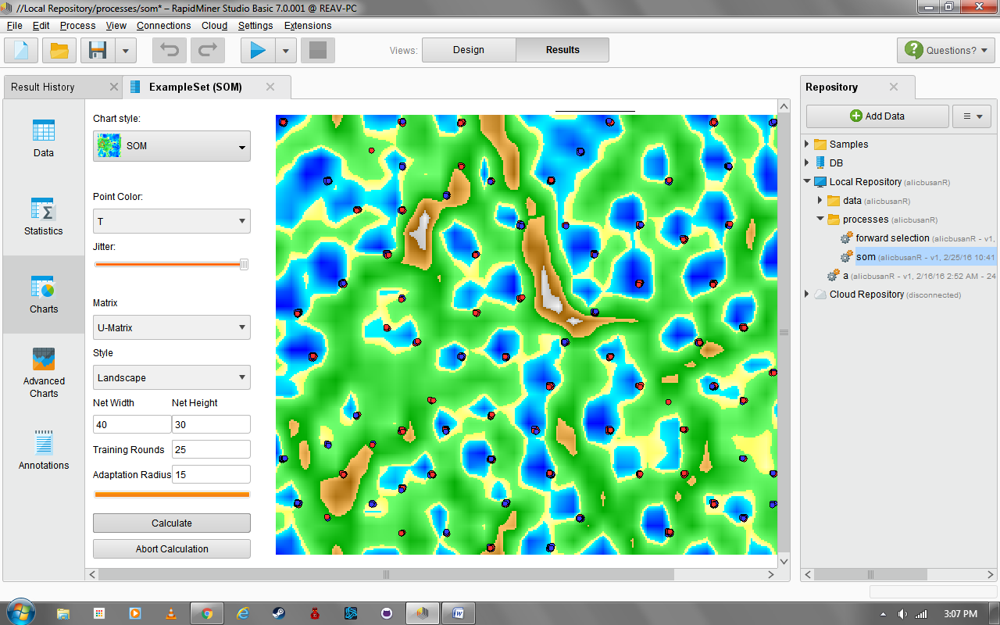 //Local Repository/processes/som* – RapidMiner Studio Basic 7.0.001 @ REAV-PC
File Edit Process View Connections Cloud Settings Extensions
Views: Design Results Questions?
Result History ExampleSet (SOM) Repository
Add Data
Data
Statistics
Charts
Advanced
Charts
Annotations
Chart style:
SOM
Point Color:
T
Jitter:
Matrix
U-Matrix
Style
Landscape
Net Width Net Height
40 30
Training Rounds 25
Adaptation Radius 15
Calculate
Abort Calculation
Samples
DB
Local Repository (alicbusanR)
data (alicbusanR)
processes (alicbusanR)
forward selection (alicbusanR - v1,
som (alicbusanR - v1, 2/25/16 10:41
a (alicbusanR - v1, 2/16/16 2:52 AM - 24
Cloud Repository (disconnected)
3:07 PM